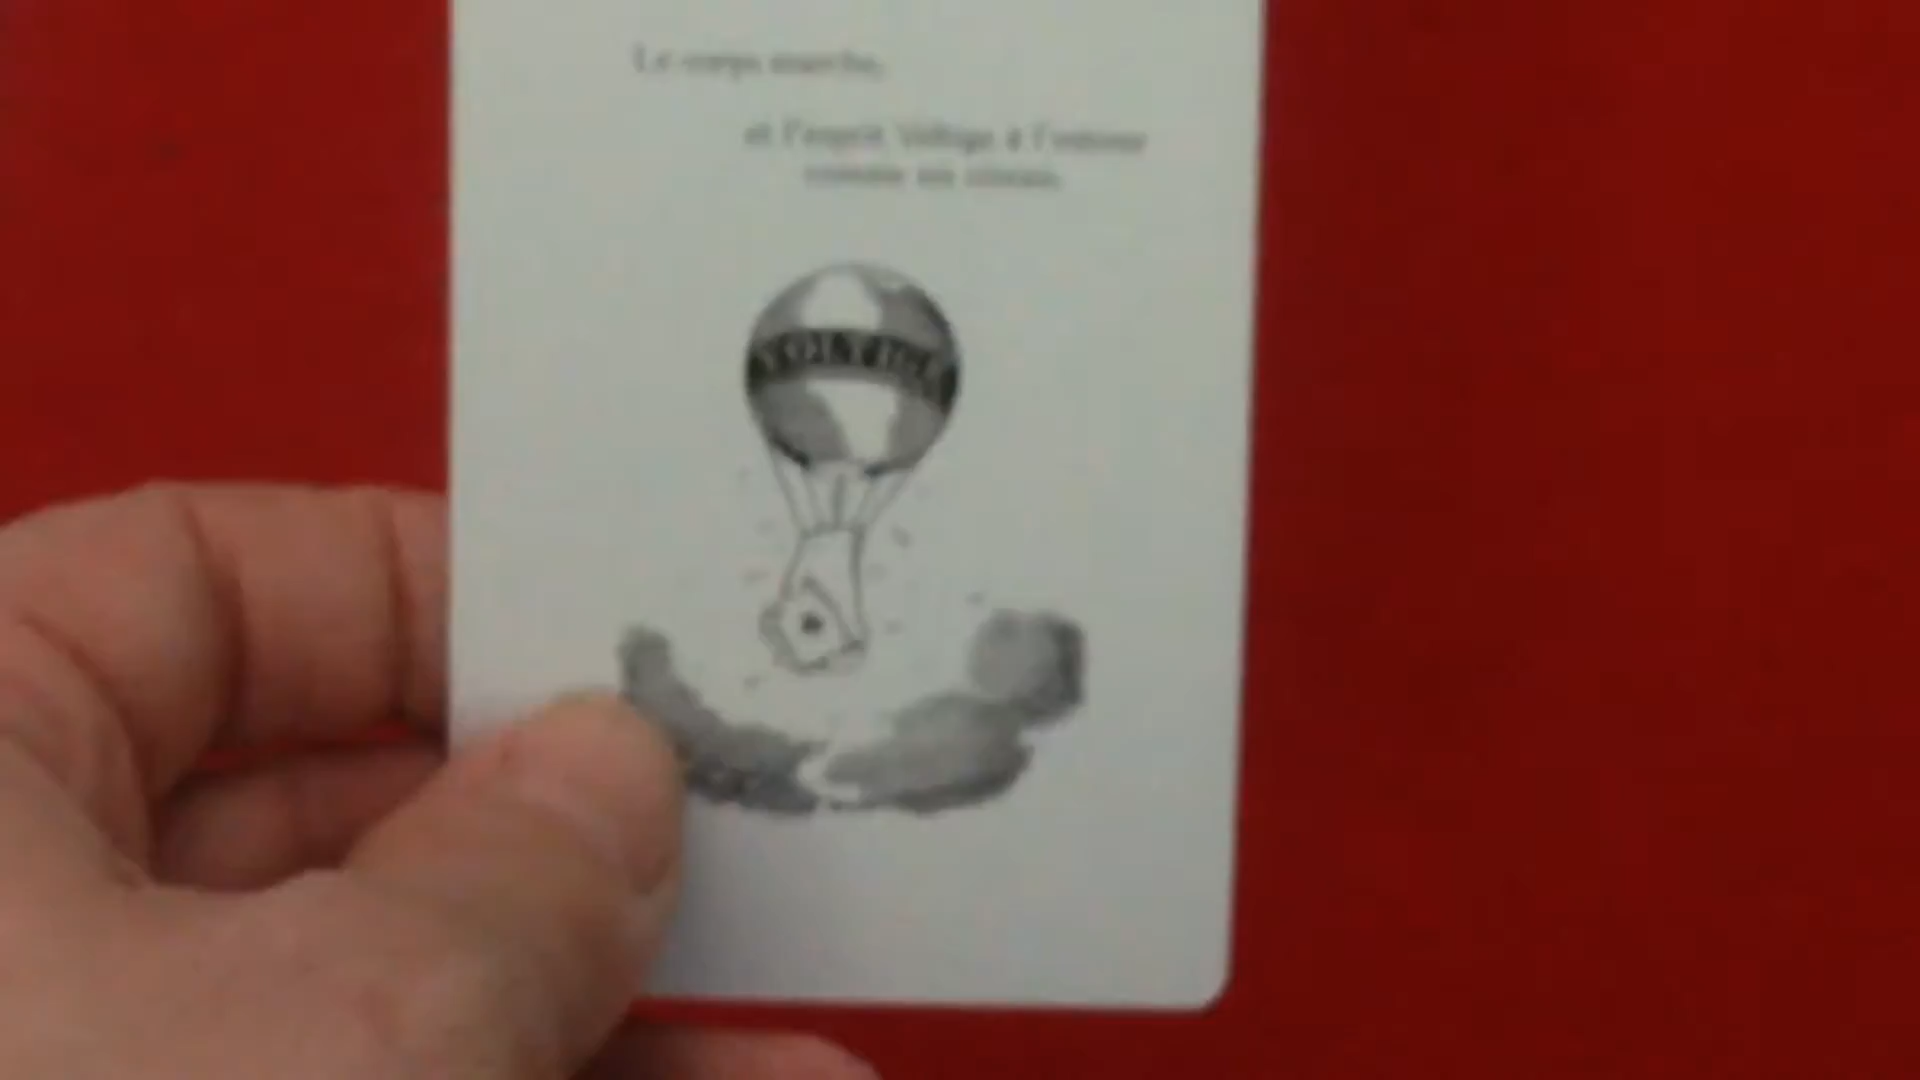 Le corps marche,
et l'esprit voltige à l'entour
comme un oiseau.